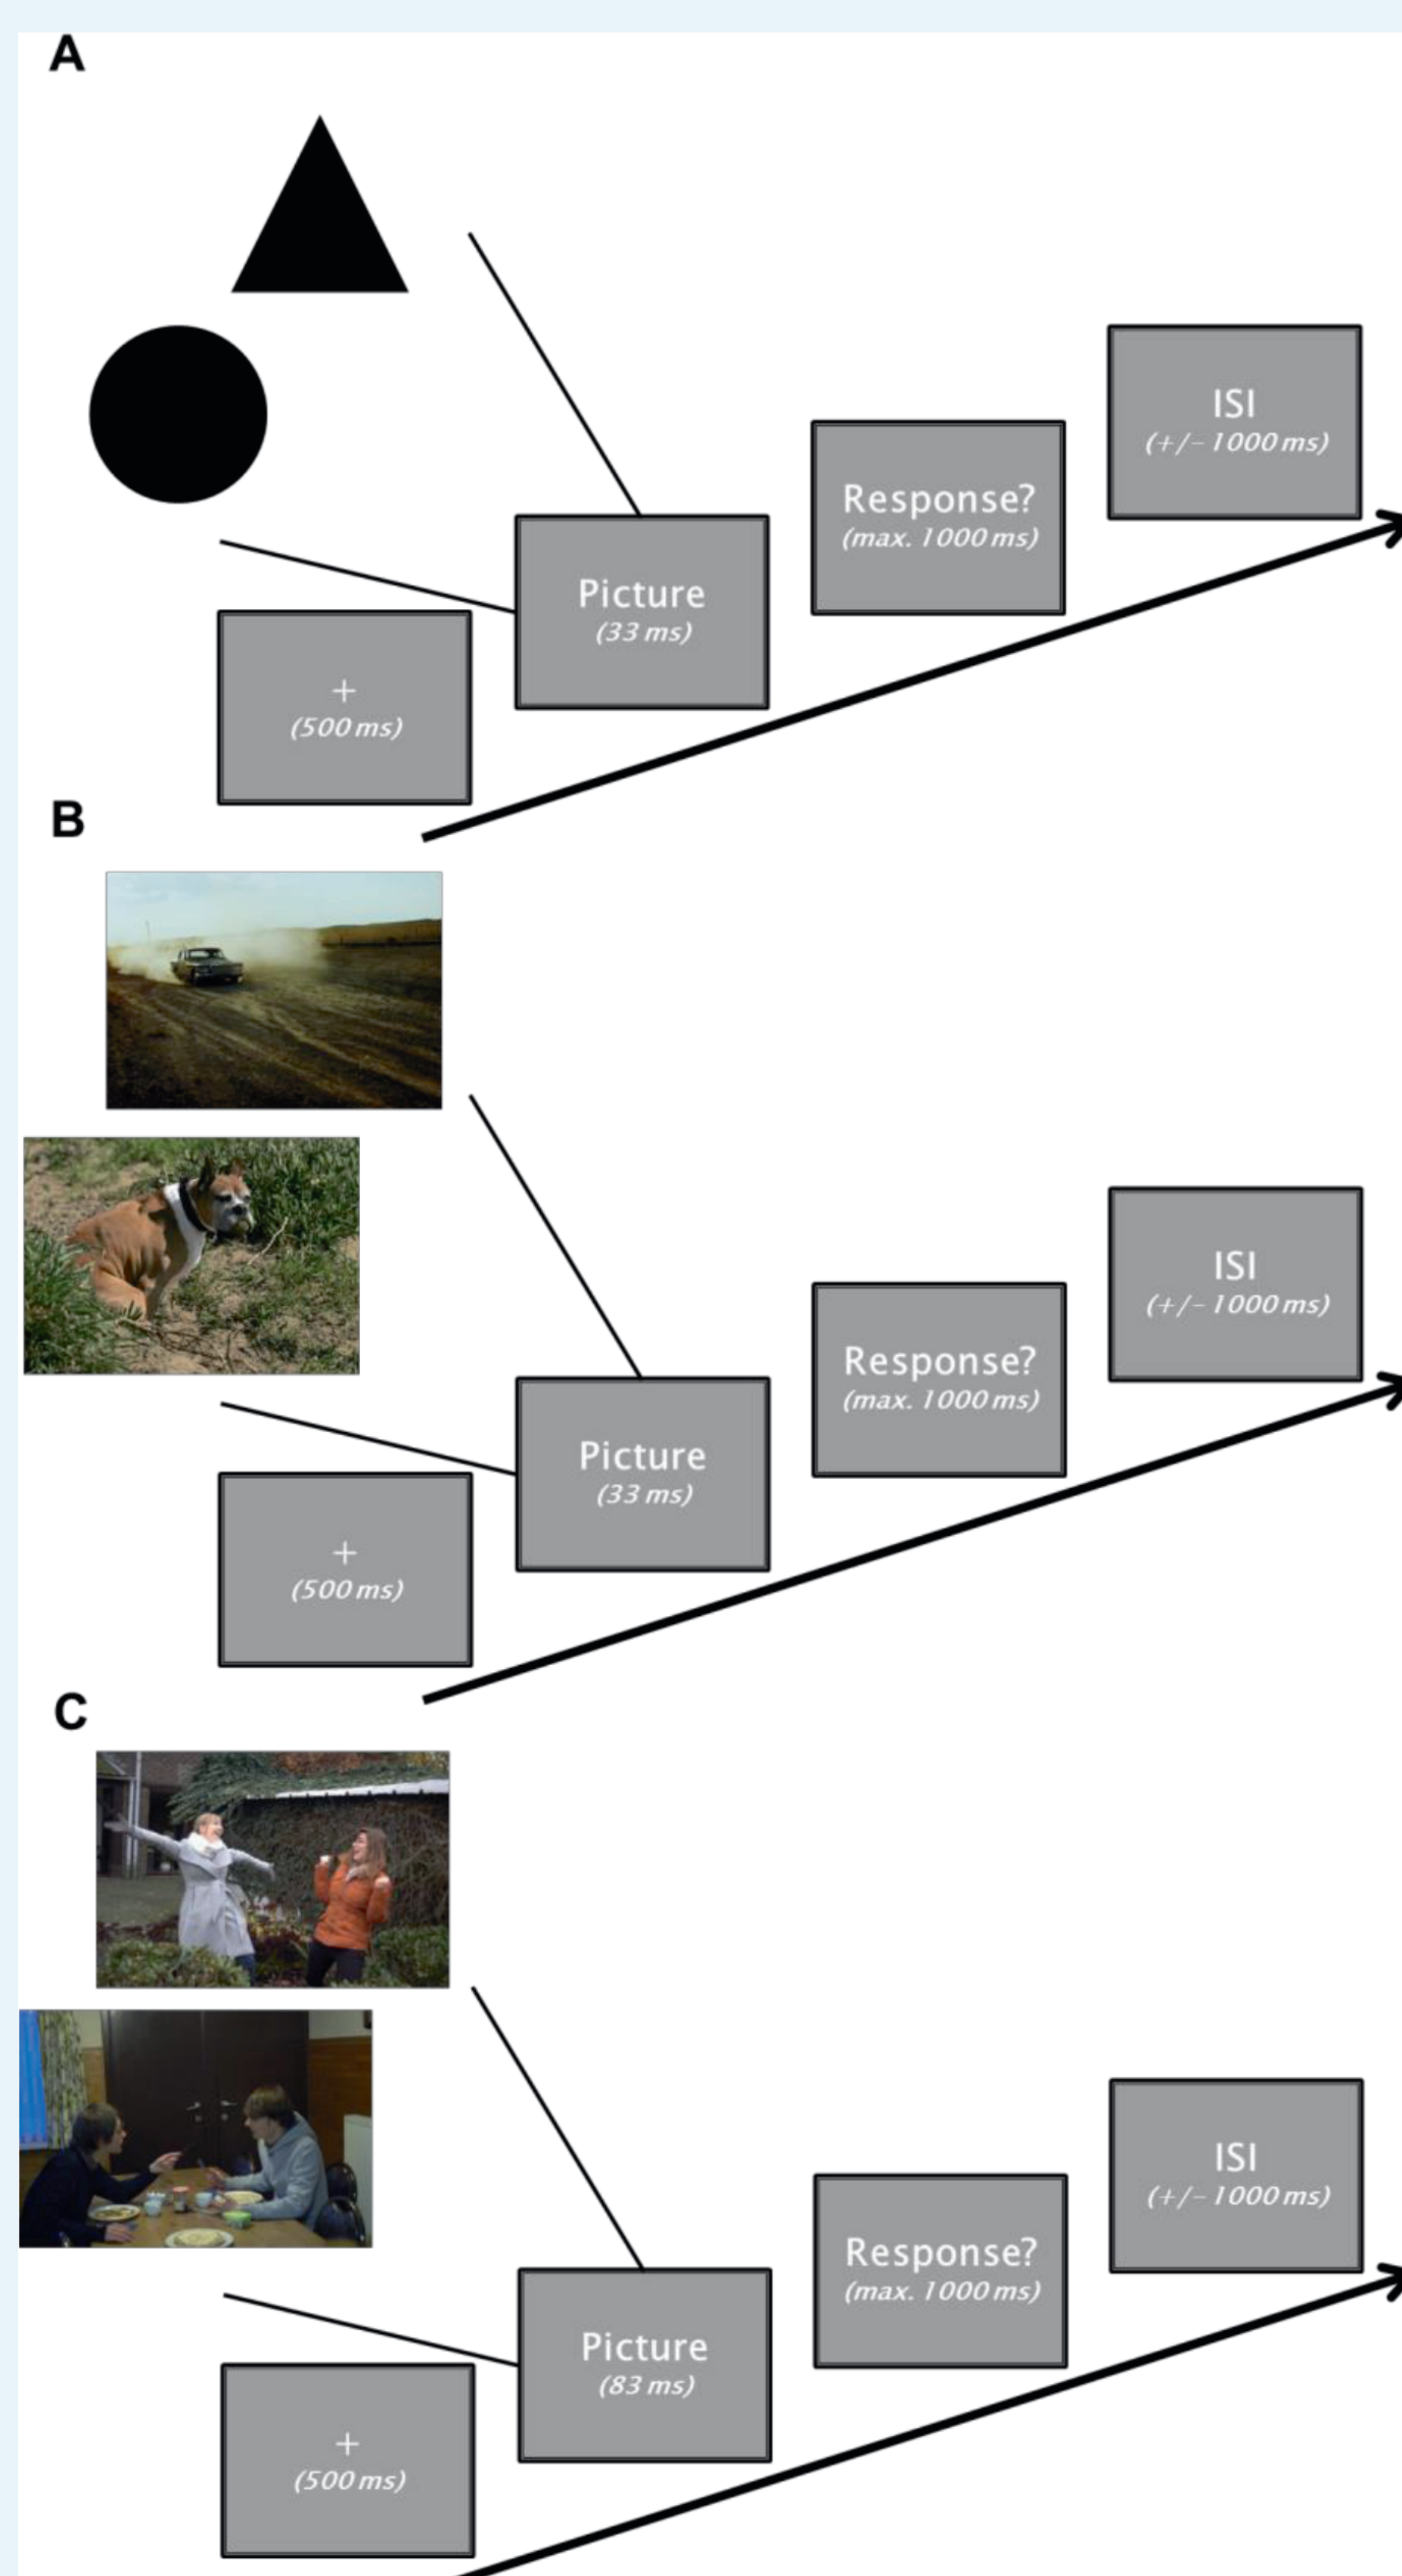 A
ISI
(+/– 1000 ms)
Response?
(max. 1000 ms)
Picture
(33 ms)
+
(500 ms)
B
ISI
(+/– 1000 ms)
Response?
(max. 1000 ms)
Picture
(33 ms)
+
(500 ms)
C
ISI
(+/– 1000 ms)
Response?
(max. 1000 ms)
Picture
(83 ms)
+
(500 ms)